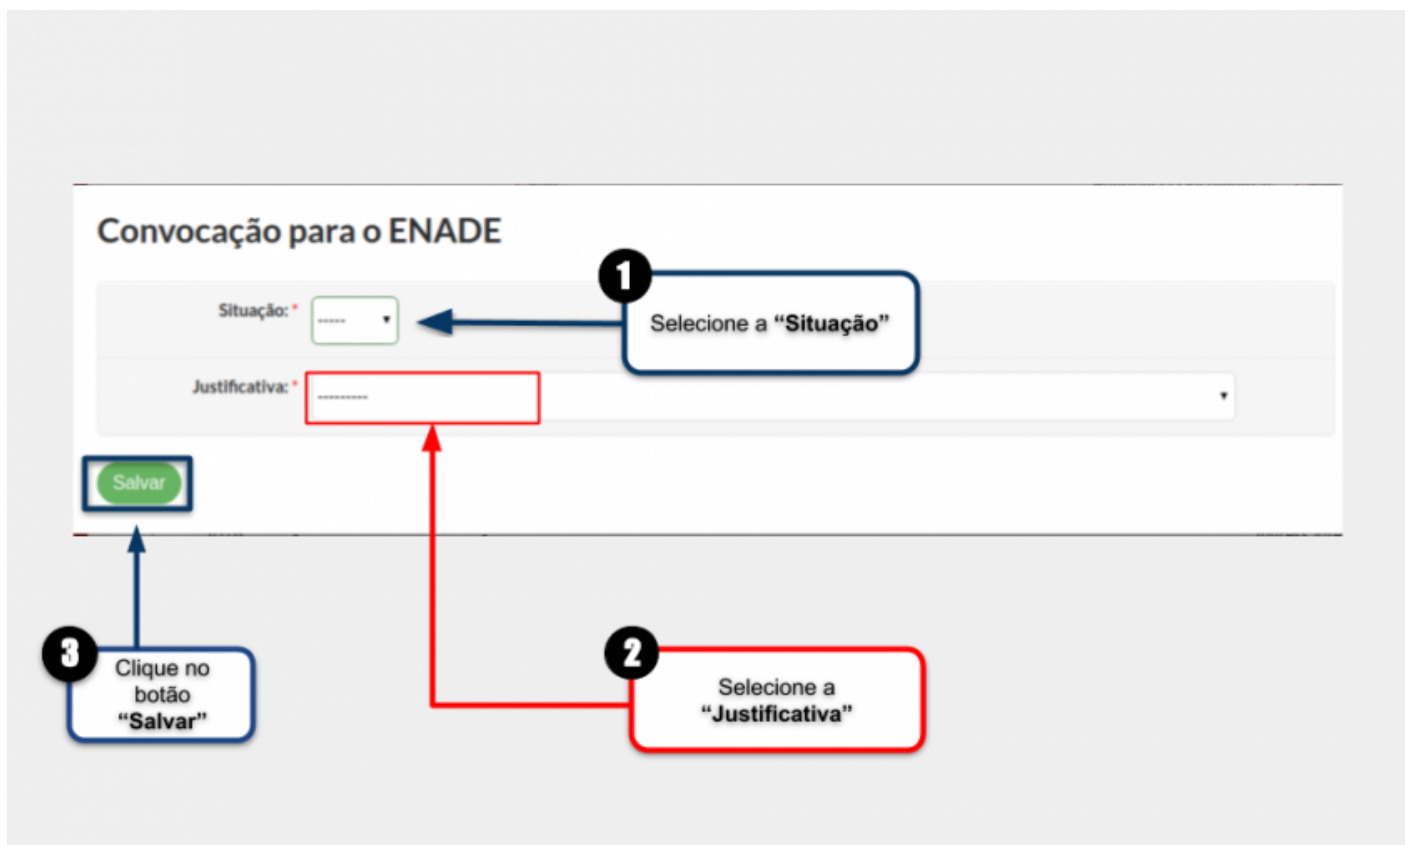 Convocação para o ENADE
1
Situação: *
-----
Selecione a “Situação”
Justificativa: *
---------
Salvar
3
Clique no
botão
“Salvar”
2
Selecione a
“Justificativa”